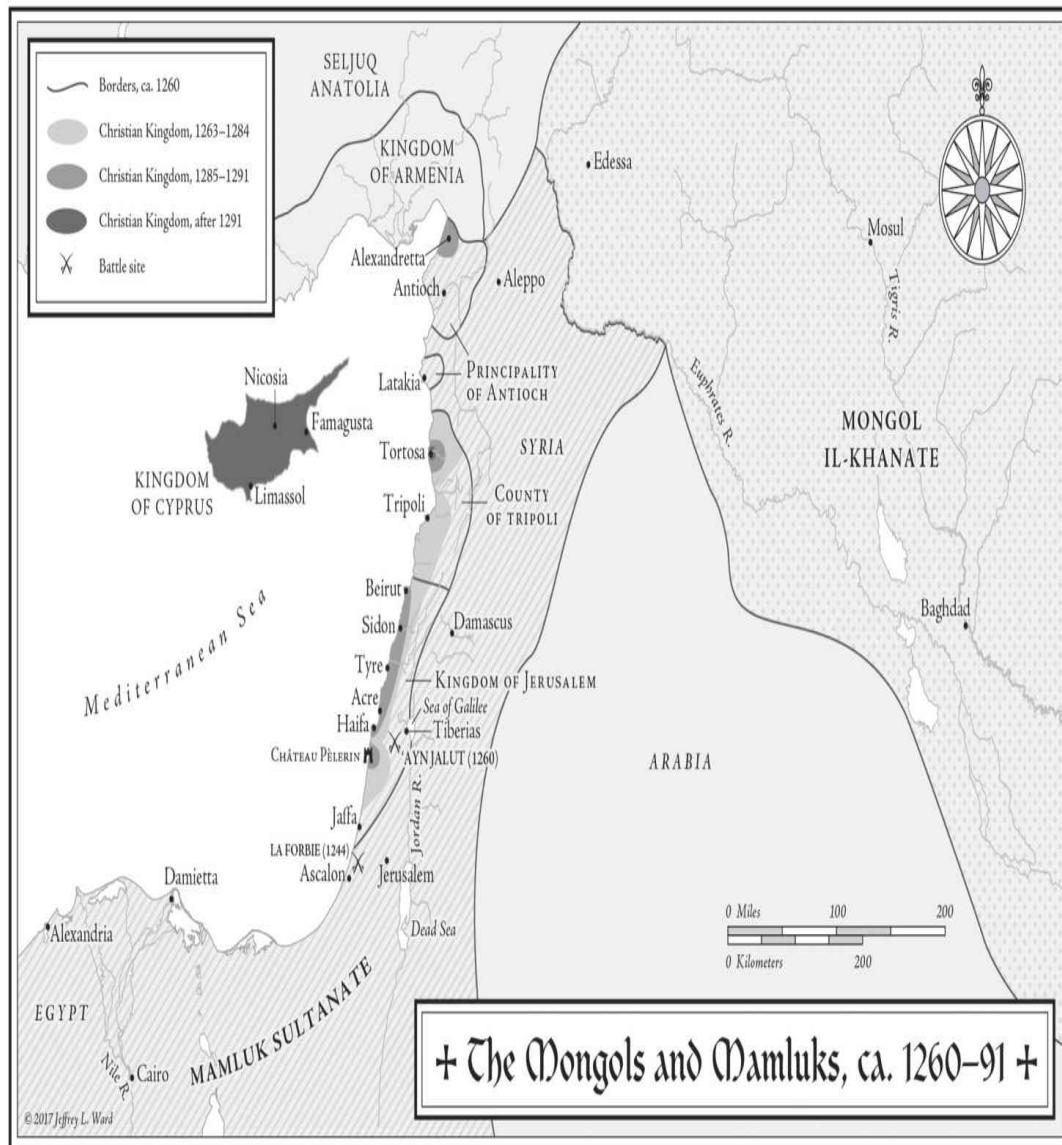 Borders, ca. 1260
Christian Kingdom, 1263–1284
Christian Kingdom, 1285–1291
Christian Kingdom, after 1291
Battle site
SELJUQ
ANATOLIA
KINGDOM
OF ARMENIA
Edessa
Mosul
Tigris R.
Alexandretta
Antioch
Aleppo
Latakia
PRINCIPALITY
OF ANTIOCH
Euphrates R.
Nicosia
Famagusta
KINGDOM
OF CYPRUS
Limassol
Tortosa
SYRIA
MONGOL
IL-KHANATE
Tripoli
COUNTY
OF TRIPOLI
Beirut
Sidon
Damascus
Baghdad
Mediterranean Sea
Tyre
KINGDOM OF JERUSALEM
Acre
Sea of Galilee
Haifa
Tiberias
CHÂTEAU PÈLERIN
'AYN JALUT (1260)
ARABIA
Jordan R.
Jaffa
LA FORBIE (1244)
Ascalon
Jerusalem
Damietta
Alexandria
Dead Sea
0 Miles 100 200
0 Kilometers 200
EGYPT
MAMLUK SULTANATE
Nile R.
Cairo
The Mongols and Mamluks, ca. 1260–91
© 2017 Jeffrey L. Ward